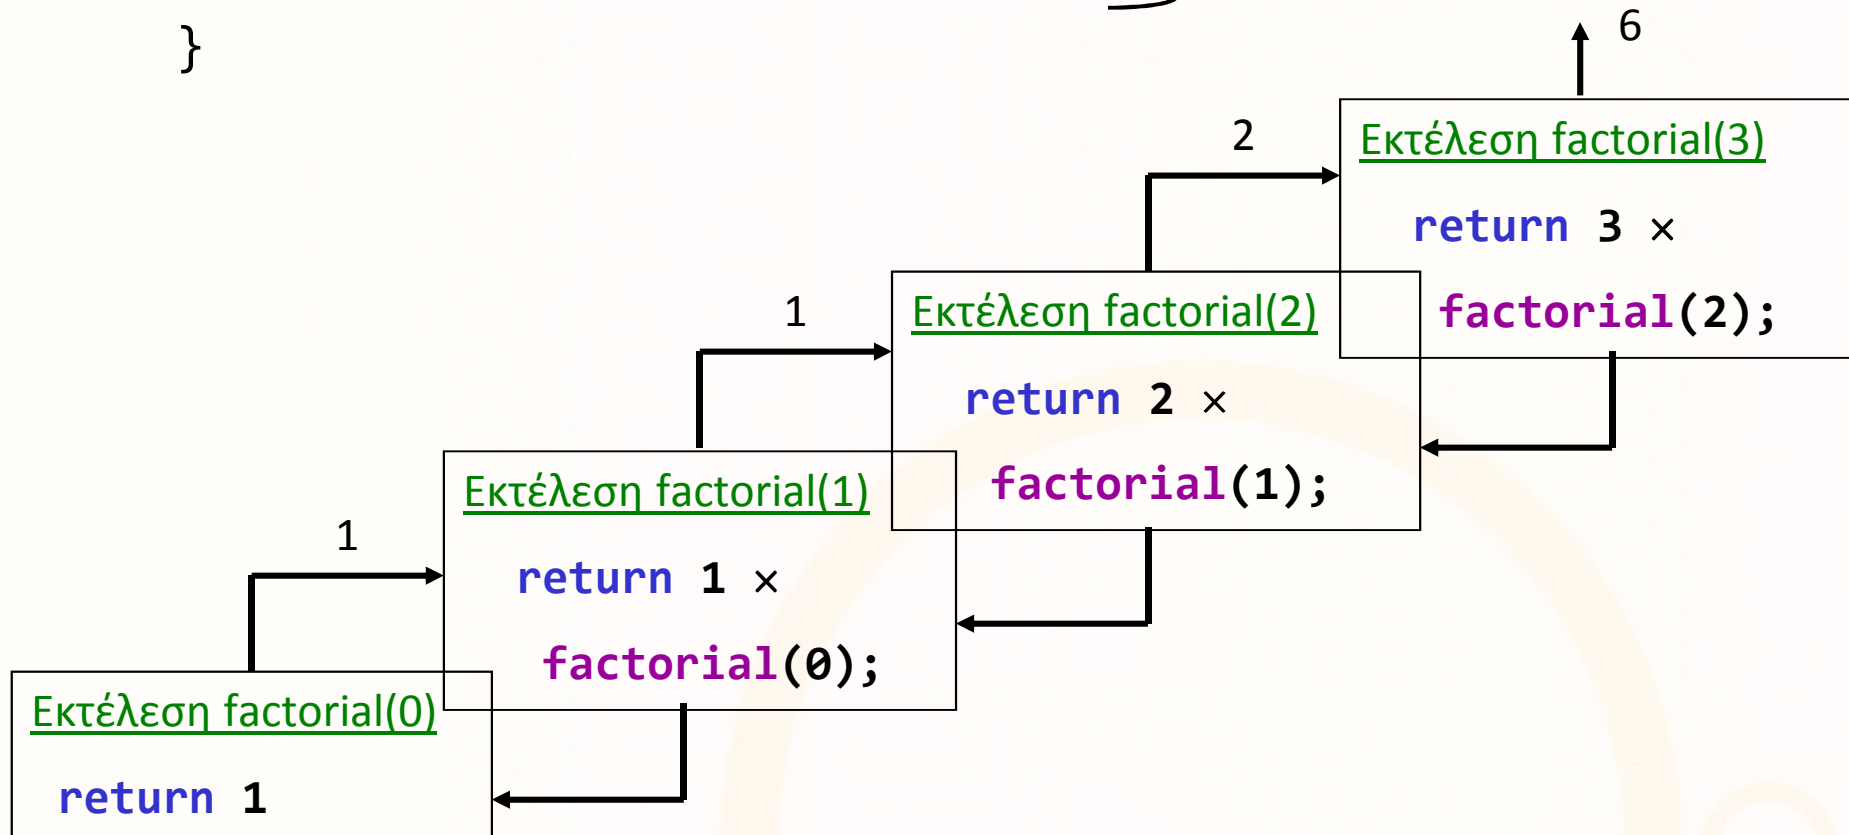 }
6
Εκτέλεση factorial(3)
return 3 ×
factorial(2);
2
Εκτέλεση factorial(2)
return 2 ×
factorial(1);
1
Εκτέλεση factorial(1)
return 1 ×
factorial(0);
1
Εκτέλεση factorial(0)
return 1